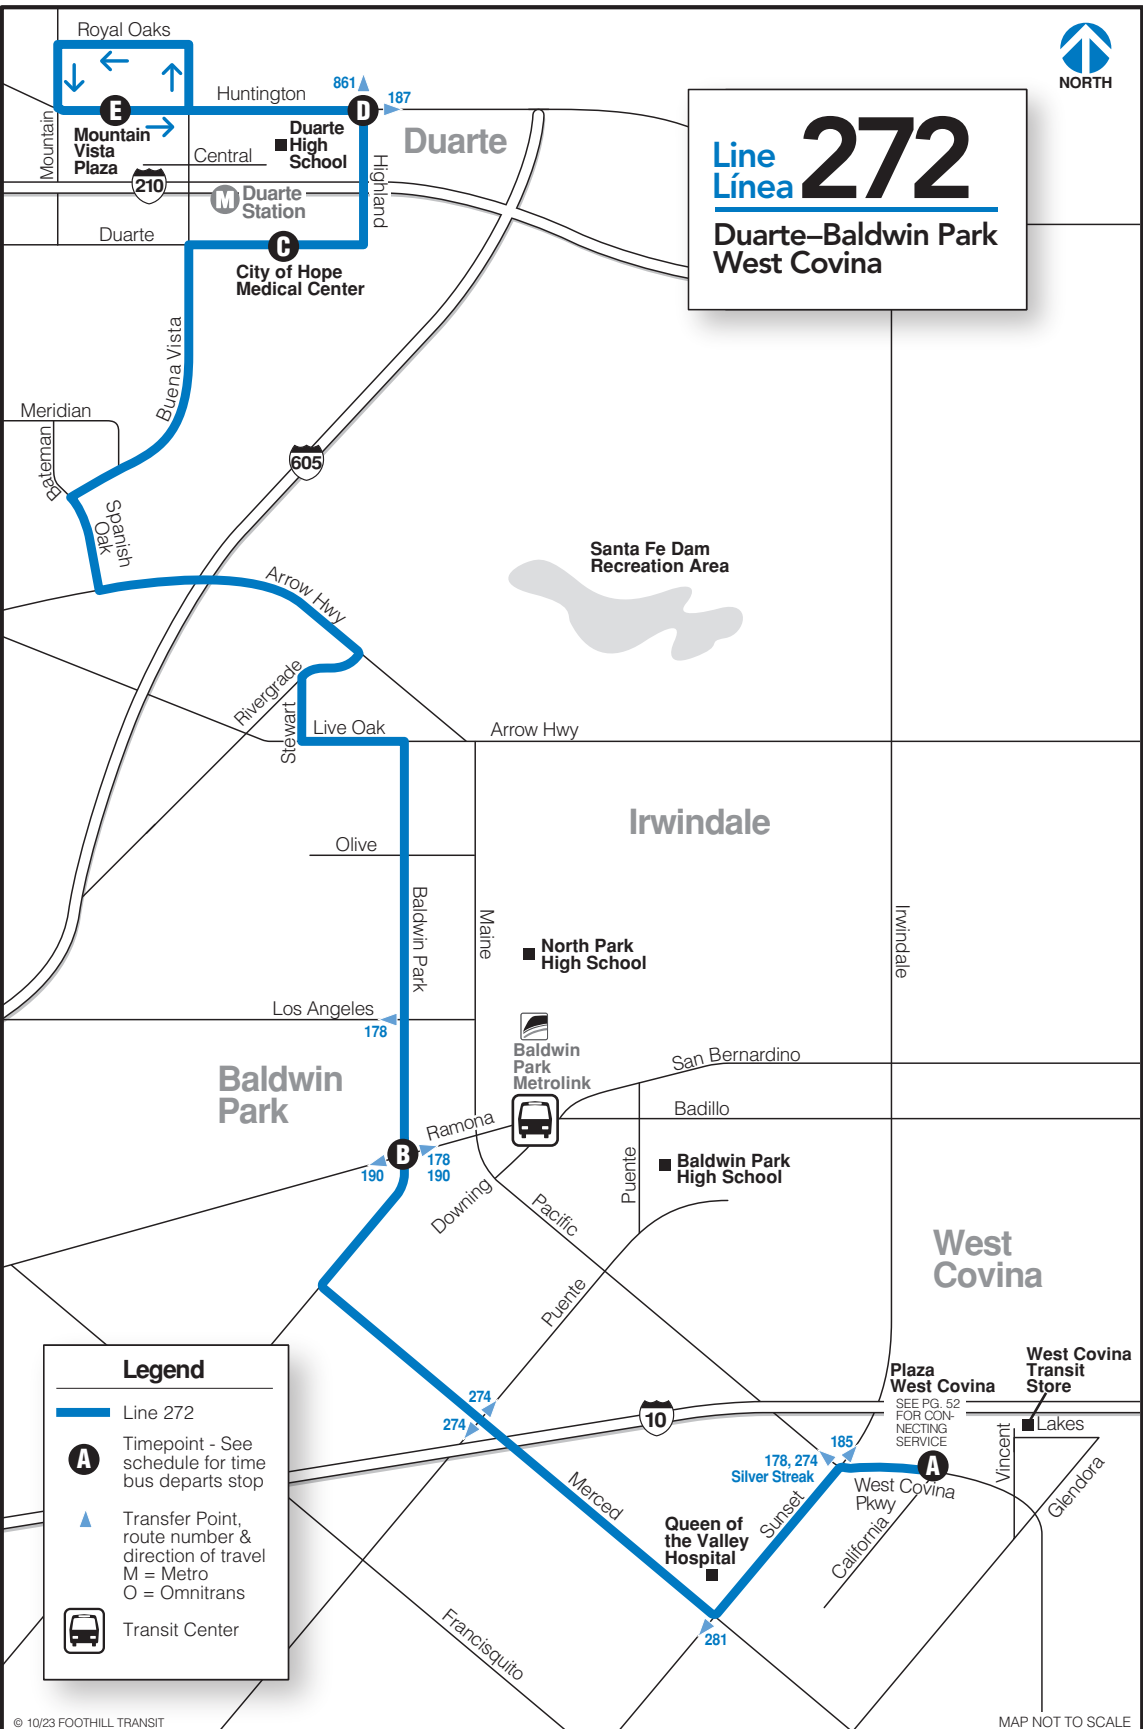 Royal Oaks
NORTH
861
187
Huntington
E
D
Mountain
Mountain
Vista
Plaza
Duarte
High
School
Duarte
Central
210
M
Duarte
Station
Highland
Duarte
C
City of Hope
Medical Center
Line
Línea
272
Duarte–Baldwin Park
West Covina
Buena Vista
Meridian
Bateman
Spanish
Oak
605
Santa Fe Dam
Recreation Area
Arrow Hwy
Rivergrade
Stewart
Live Oak
Arrow Hwy
Irwindale
Olive
Baldwin Park
Maine
Irwindale
North Park
High School
Los Angeles
178
Baldwin
Park
Metrolink
Baldwin
Park
San Bernardino
Badillo
Ramona
B
178
190
190
Puente
Baldwin Park
High School
Downing
Pacific
West
Covina
Puente
West Covina
Transit
Store
Plaza
West Covina
SEE PG. 52
FOR CON-
NECTING
SERVICE
Lakes
Vincent
Glendora
274
274
10
185
178, 274
Silver Streak
A
West Covina
Pkwy
California
Merced
Sunset
Queen of
the Valley
Hospital
281
Francisquito
Legend
Line 272
A
Timepoint - See
schedule for time
bus departs stop
Transfer Point,
route number &
direction of travel
M = Metro
O = Omnitrans
Transit Center
© 10/23 FOOTHILL TRANSIT
MAP NOT TO SCALE